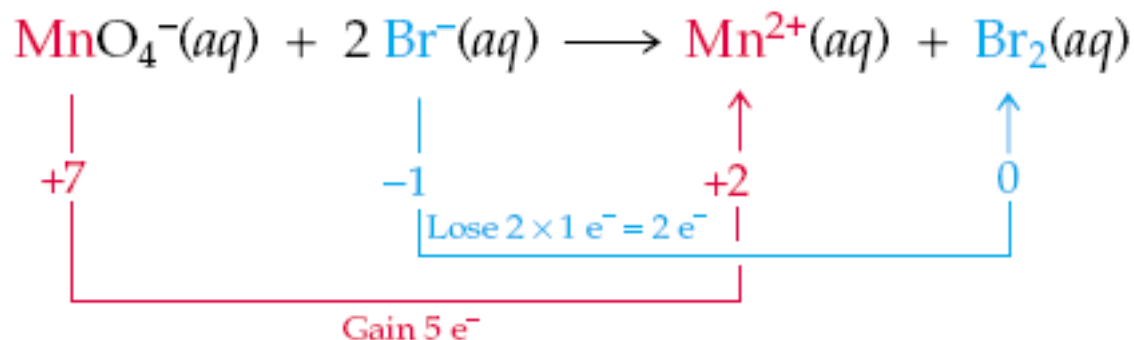 MnO₄⁻(aq) + 2 Br⁻(aq) ⟶ Mn²⁺(aq) + Br₂(aq)
+7 −1 +2 0
Lose 2 × 1 e⁻ = 2 e⁻
Gain 5 e⁻